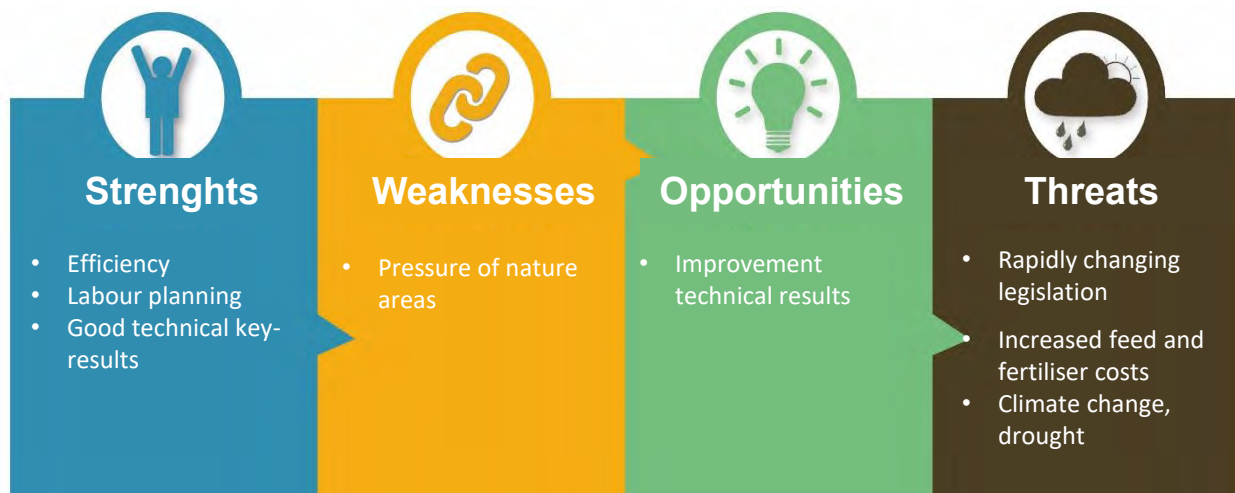 Strenghts
• Efficiency
• Labour planning
• Good technical key-
results
Weaknesses
• Pressure of nature
areas
Opportunities
• Improvement
technical results
Threats
• Rapidly changing
legislation
• Increased feed and
fertiliser costs
• Climate change,
drought